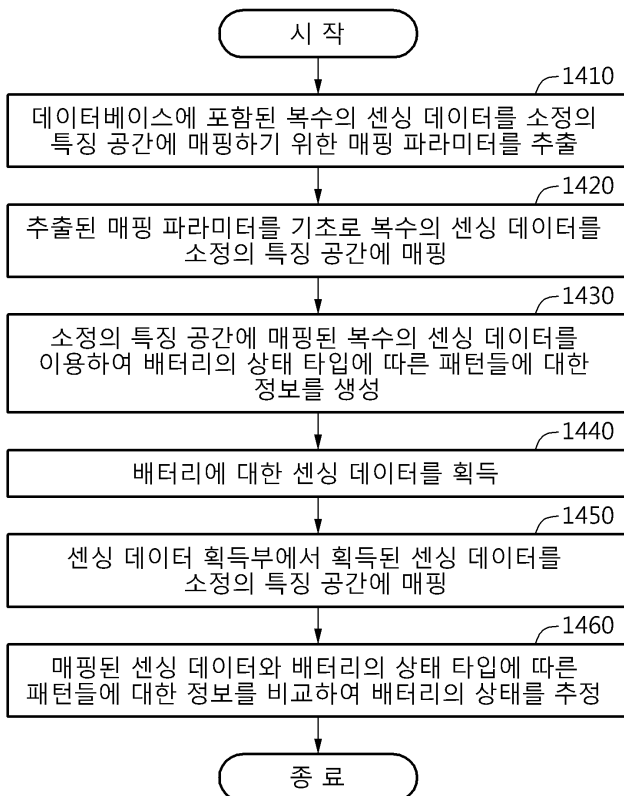 시 작
1410
데이터베이스에 포함된 복수의 센싱 데이터를 소정의
특징 공간에 매핑하기 위한 매핑 파라미터를 추출
1420
추출된 매핑 파라미터를 기초로 복수의 센싱 데이터를
소정의 특징 공간에 매핑
1430
소정의 특징 공간에 매핑된 복수의 센싱 데이터를
이용하여 배터리의 상태 타입에 따른 패턴들에 대한
정보를 생성
1440
배터리에 대한 센싱 데이터를 획득
1450
센싱 데이터 획득부에서 획득된 센싱 데이터를
소정의 특징 공간에 매핑
1460
매핑된 센싱 데이터와 배터리의 상태 타입에 따른
패턴들에 대한 정보를 비교하여 배터리의 상태를 추정
종 료